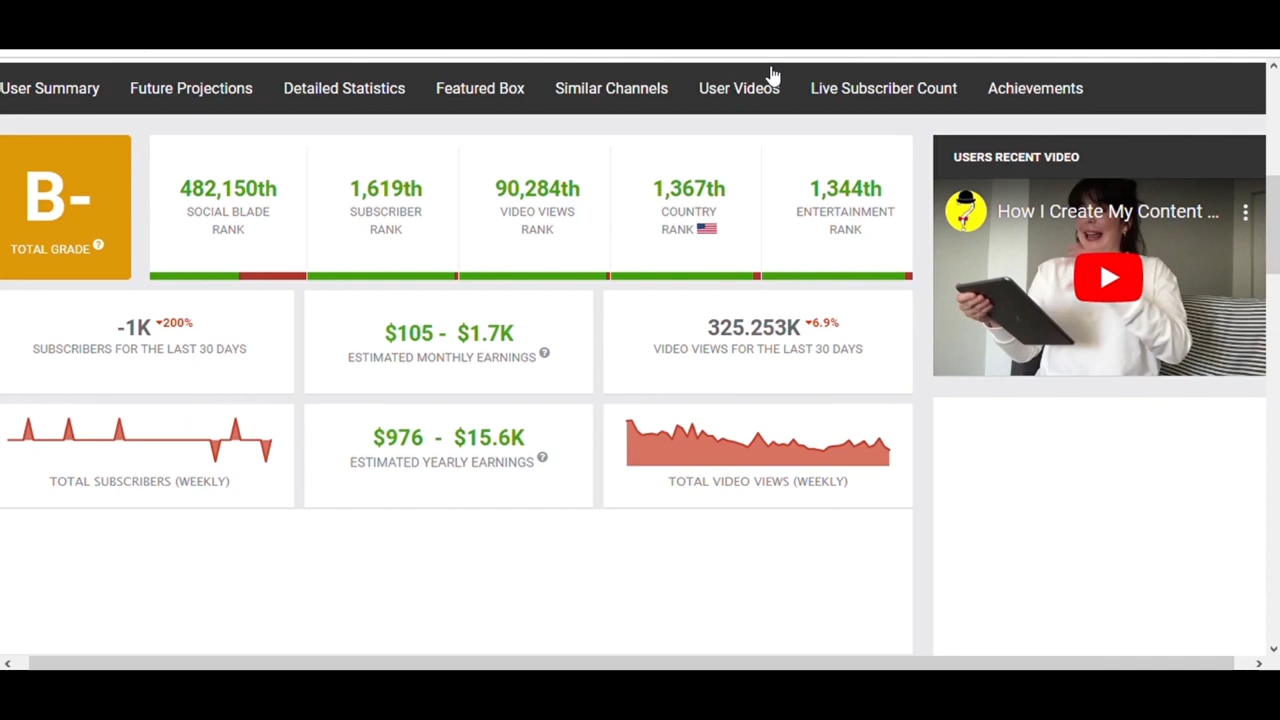 User Summary Future Projections Detailed Statistics Featured Box Similar Channels User Videos Live Subscriber Count Achievements
B-
TOTAL GRADE ?
482,150th
SOCIAL BLADE
RANK
1,619th
SUBSCRIBER
RANK
90,284th
VIDEO VIEWS
RANK
1,367th
COUNTRY
RANK
1,344th
ENTERTAINMENT
RANK
USERS RECENT VIDEO
How I Create My Content ...
-1K 200%
SUBSCRIBERS FOR THE LAST 30 DAYS
$105 - $1.7K
ESTIMATED MONTHLY EARNINGS ?
325.253K 6.9%
VIDEO VIEWS FOR THE LAST 30 DAYS
TOTAL SUBSCRIBERS (WEEKLY)
$976 - $15.6K
ESTIMATED YEARLY EARNINGS ?
TOTAL VIDEO VIEWS (WEEKLY)